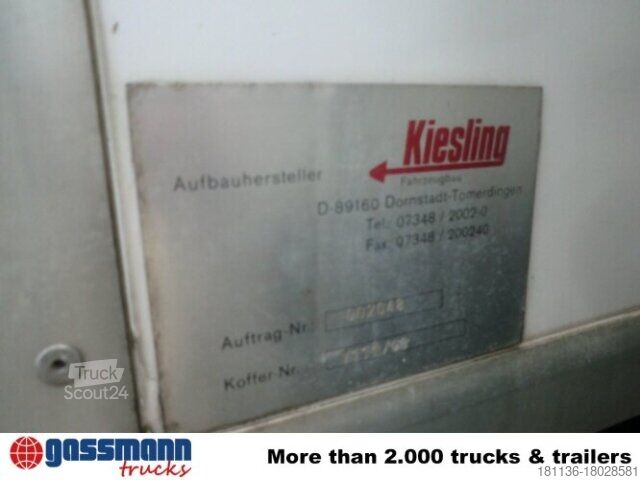 Kiesling
Aufbauhersteller
Fahrzeugbau
D-89160 Dornstadt-Tomerdingen
Tel.: 07348 / 2002-0
Fax: 07348 / 200240
Auftrag-Nr.:
Koffer-Nr.
Truck
Scout24
gassmann
trucks
More than 2.000 trucks & trailers
181136-18028581